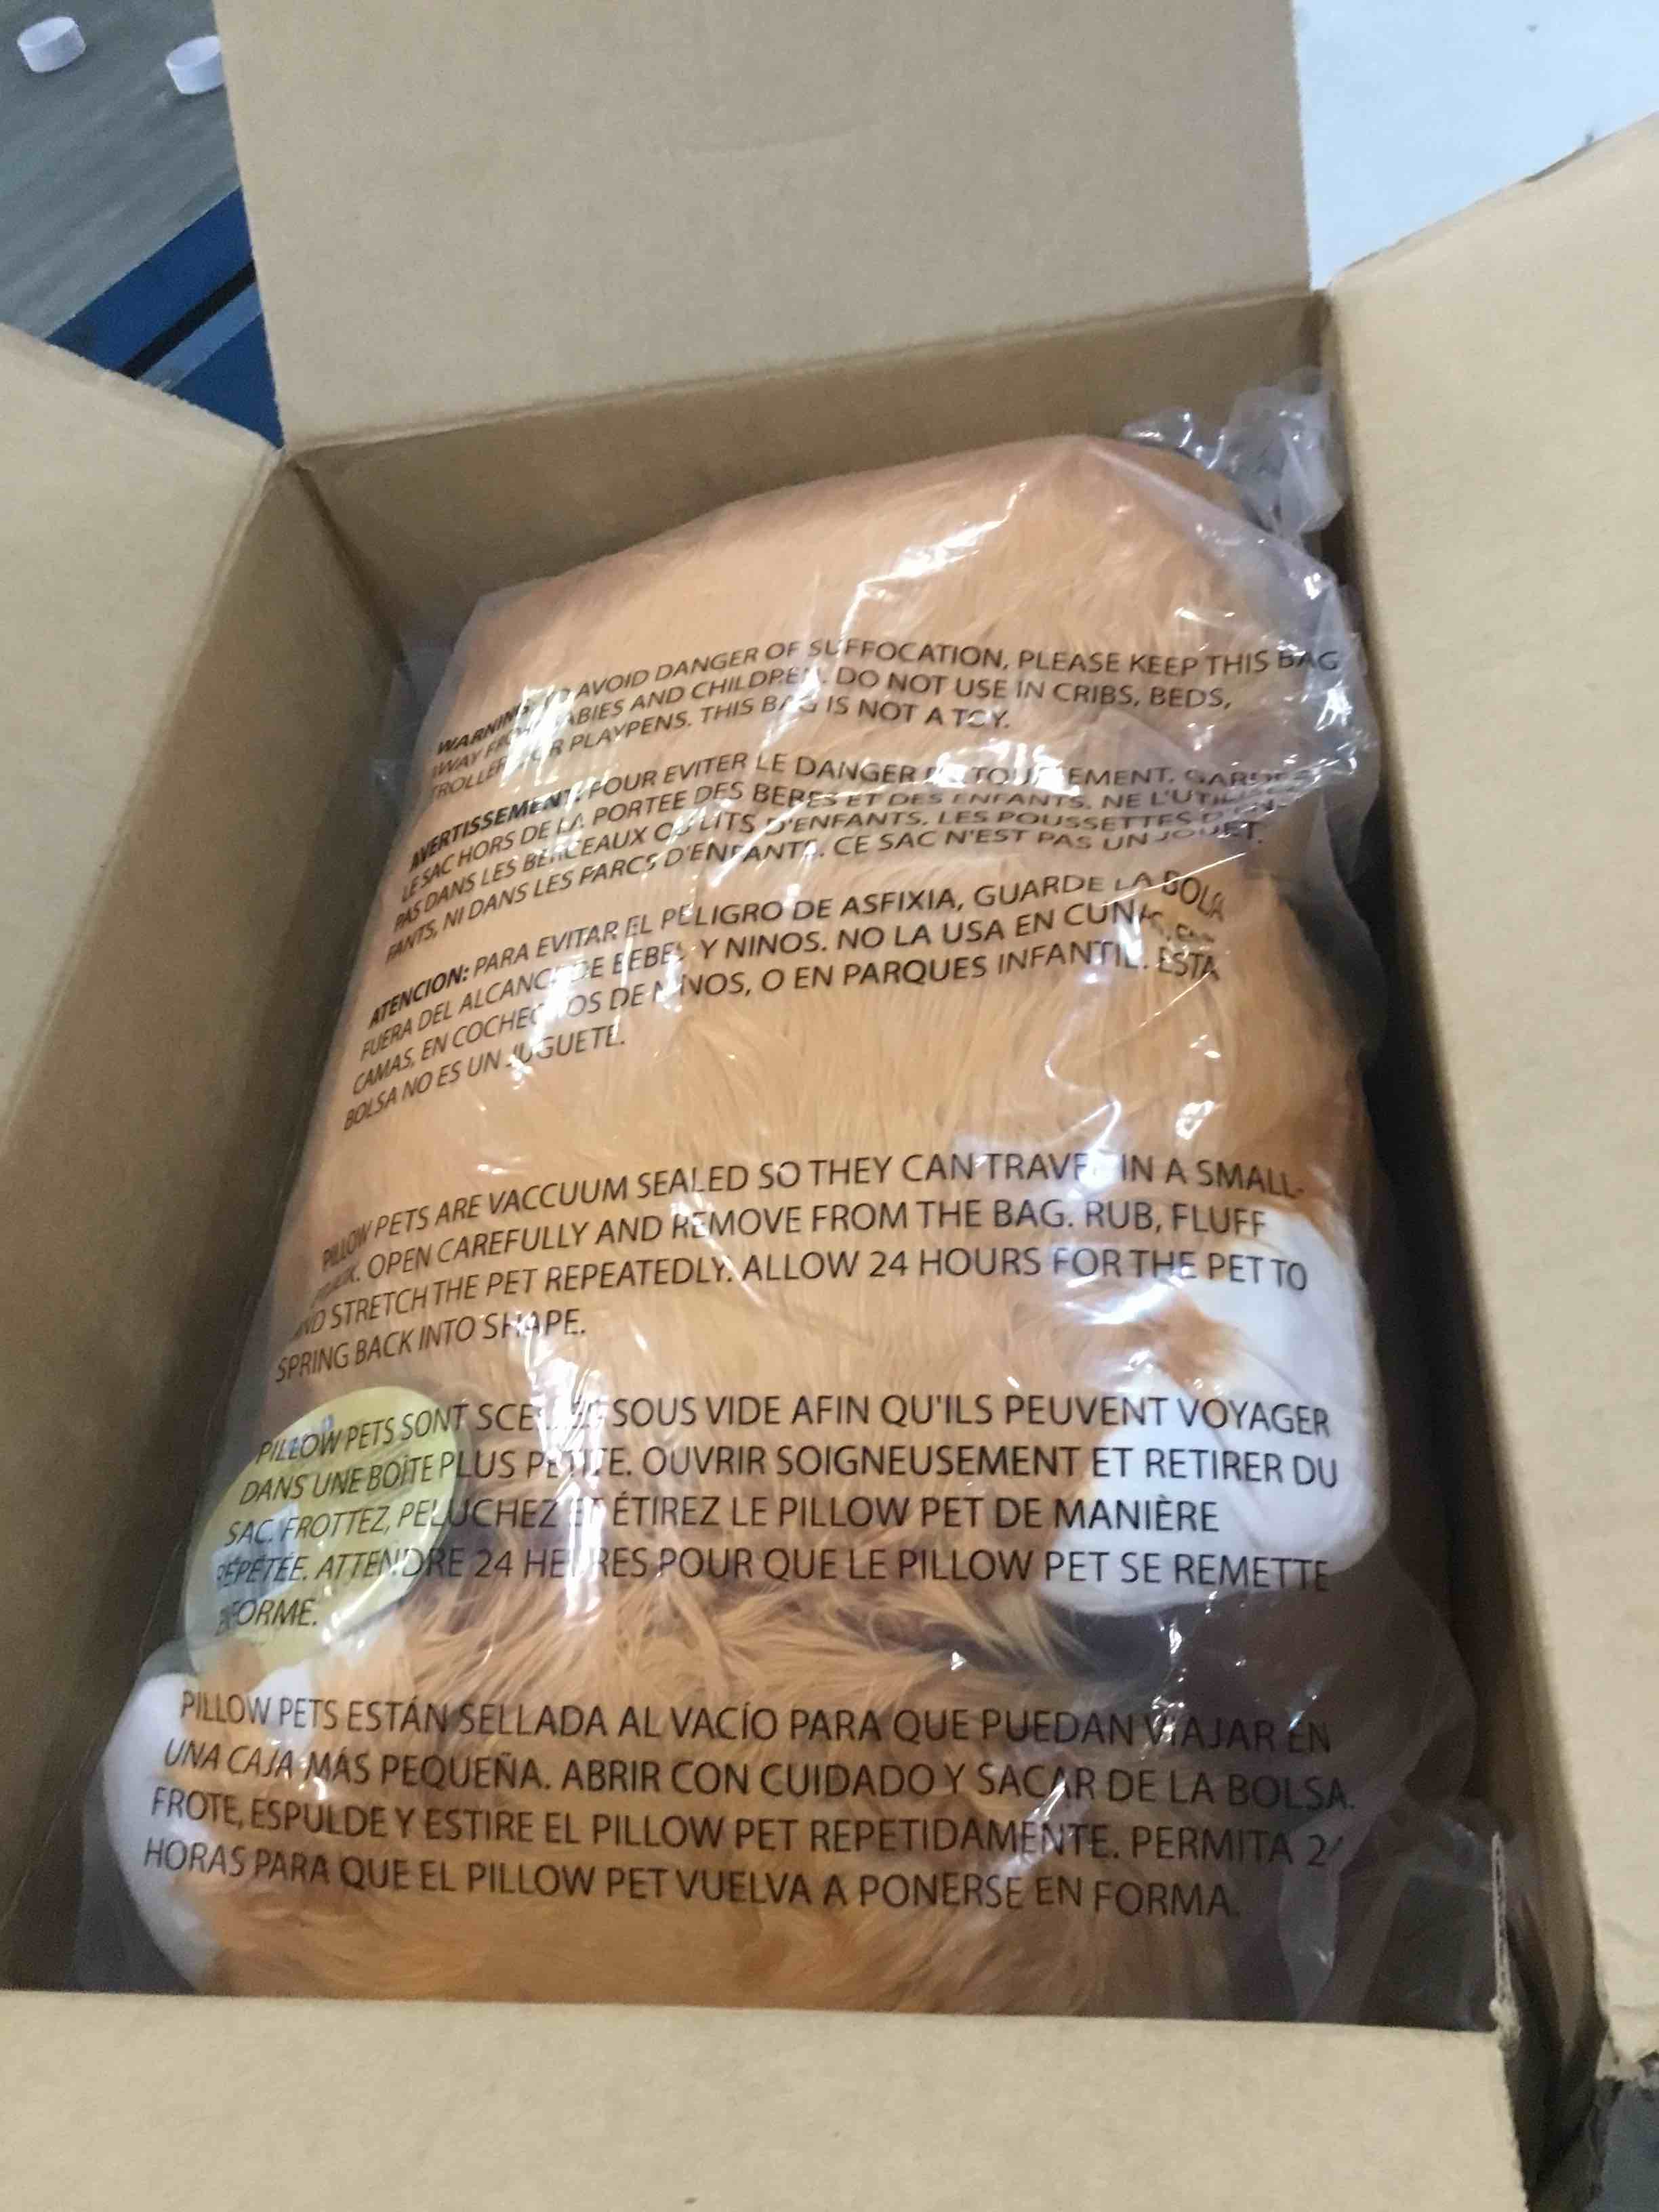 WARNING: TO AVOID DANGER OF SUFFOCATION, PLEASE KEEP THIS BAG
AWAY FROM BABIES AND CHILDREN. DO NOT USE IN CRIBS, BEDS,
TROLLERS OR PLAYPENS. THIS BAG IS NOT A TOY.
AVERTISSEMENT: POUR EVITER LE DANGER
LE SAC HORS DE LA PORTEE DES BEBES ET DES ENFANTS. NE L'UTILISEZ
PAS DANS LES BERCEAUX OU LITS D'ENFANTS, LES POUSSETTES
FANTS, NI DANS LES PARCS D'ENFANTS. CE SAC N'EST PAS UN JOUET.
ATENCION: PARA EVITAR EL PELIGRO DE ASFIXIA, GUARDE LA BOLSA
FUERA DEL ALCANCE DE BEBES Y NINOS. NO LA USA EN CUNAS,
CAMAS, EN COCHECITOS DE NINOS, O EN PARQUES INFANTIL. ESTA
BOLSA NO ES UN JUGUETE.
PILLOW PETS ARE VACCUUM SEALED SO THEY CAN TRAVEL IN A SMALL-
OPEN CAREFULLY AND REMOVE FROM THE BAG. RUB, FLUFF
AND STRETCH THE PET REPEATEDLY. ALLOW 24 HOURS FOR THE PET TO
SPRING BACK INTO SHAPE.
PILLOW PETS SONT SOUS VIDE AFIN QU'ILS PEUVENT VOYAGER
DANS UNE BOÎTE PLUS PETITE. OUVRIR SOIGNEUSEMENT ET RETIRER DU
SAC. FROTTEZ, PELUCHEZ ET ÉTIREZ LE PILLOW PET DE MANIÈRE
RÉPÉTÉE. ATTENDRE 24 HEURES POUR QUE LE PILLOW PET SE REMETTE
FORME.
PILLOW PETS ESTÁN SELLADA AL VACÍO PARA QUE PUEDAN VIAJAR EN
UNA CAJA MÁS PEQUEÑA. ABRIR CON CUIDADO Y SACAR DE LA BOLSA.
FROTE, ESPULDE Y ESTIRE EL PILLOW PET REPETIDAMENTE. PERMITA
HORAS PARA QUE EL PILLOW PET VUELVA A PONERSE EN FORMA.